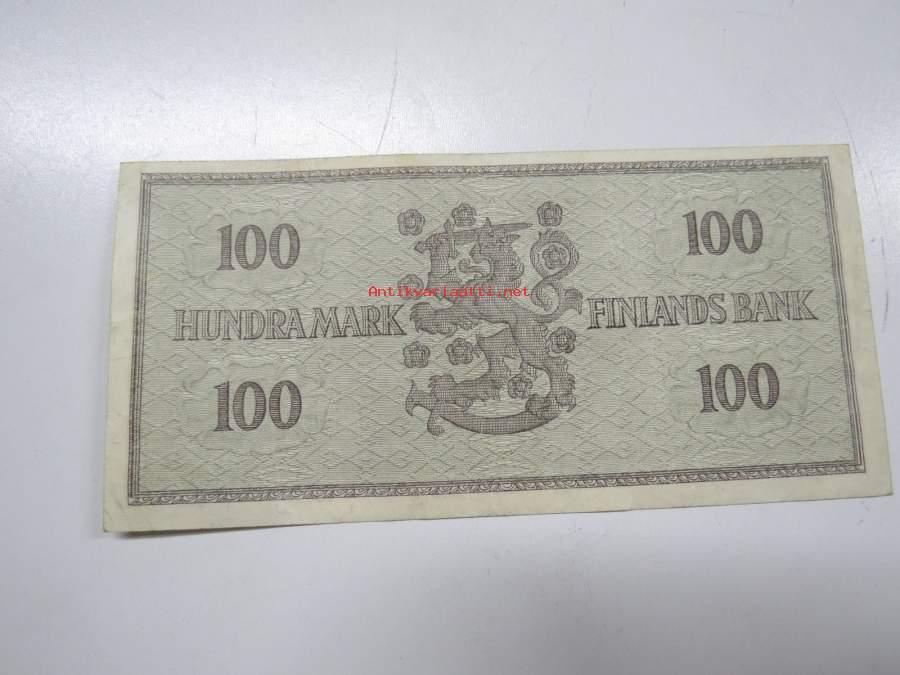 100 100
Antikvariaatti.net
HUNDRA MARK FINLANDS BANK
100 100